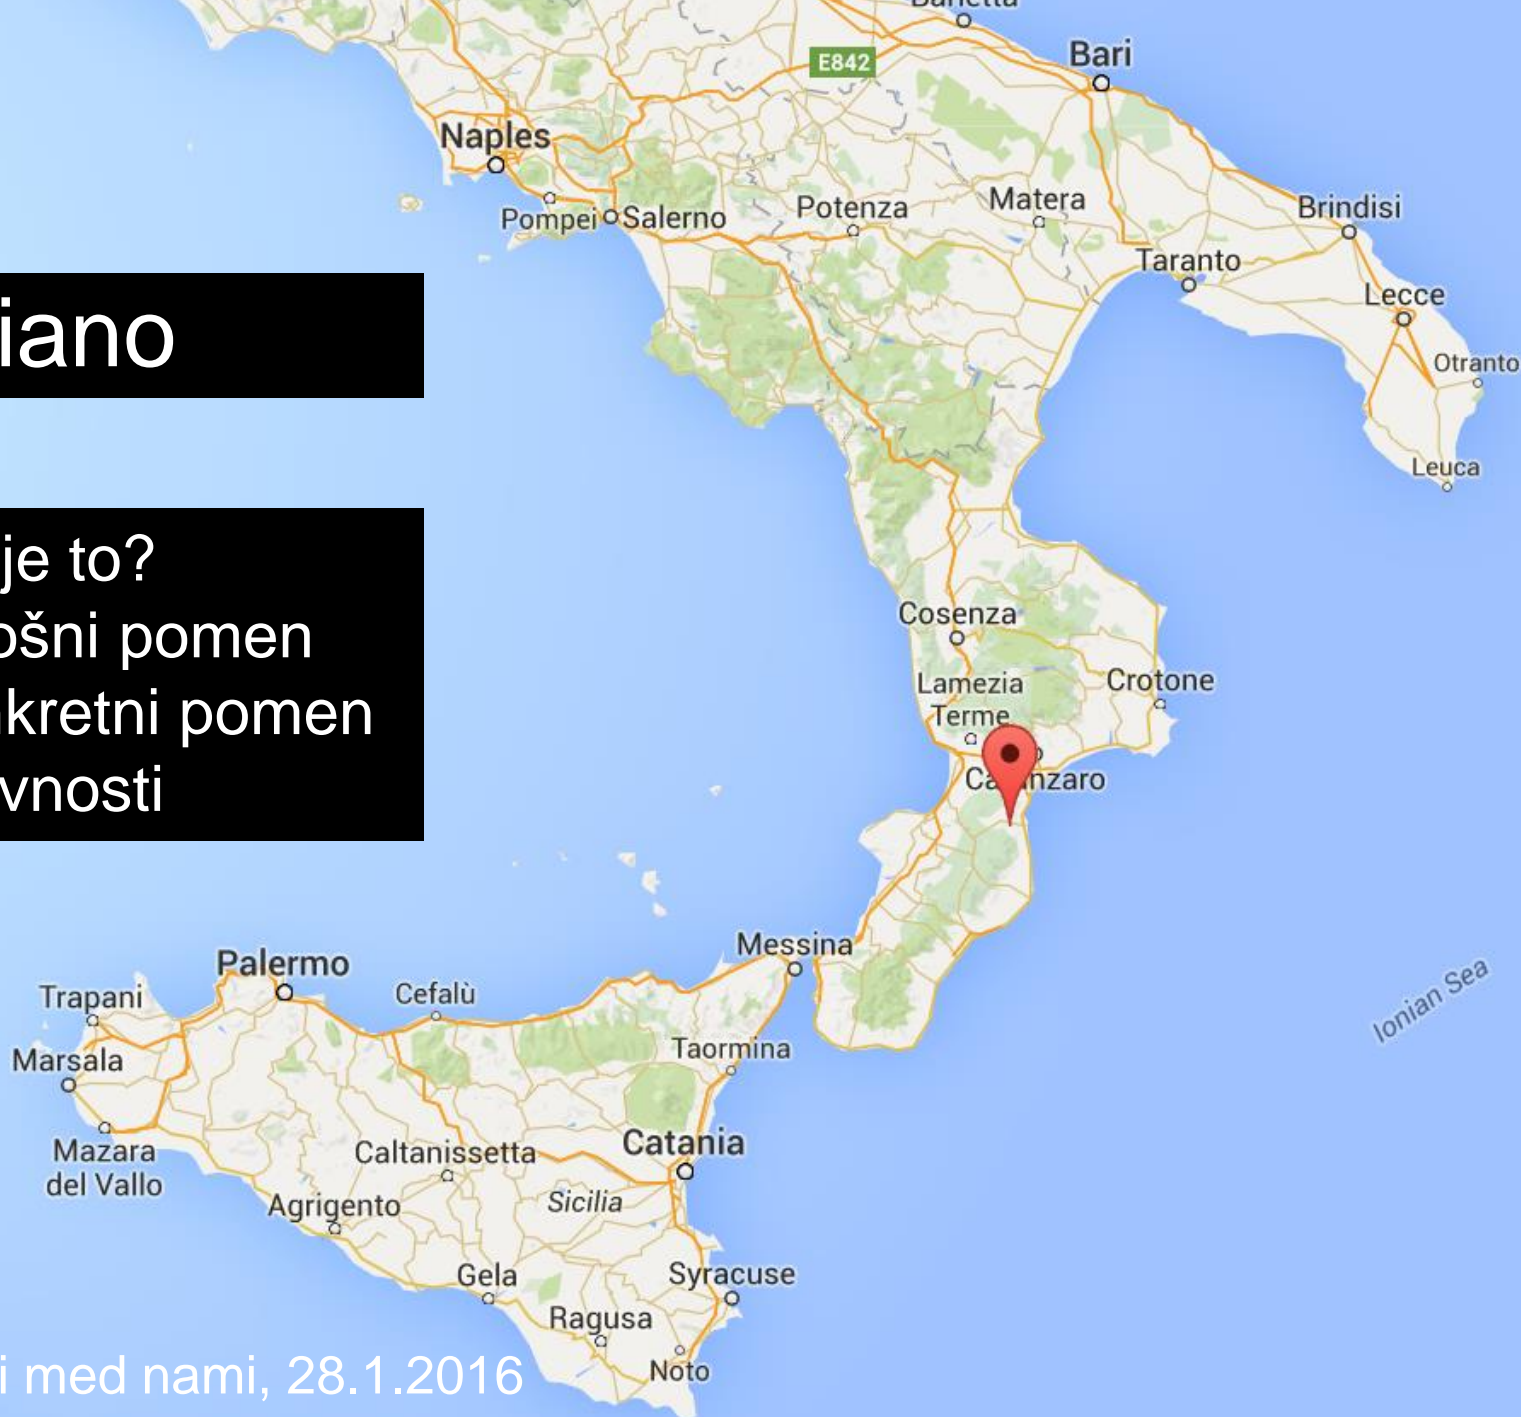 E842
Bari
Naples
Pompei
Salerno
Potenza
Matera
Brindisi
Taranto
Lecce
Otranto
Leuca
iano
je to?
ošni pomen
nkretni pomen
vnosti
Cosenza
Lamezia
Terme
Crotone
Messina
Palermo
Trapani
Cefalù
Marsala
Taormina
Ionian Sea
Mazara
del Vallo
Caltanissetta
Catania
Agrigento
Sicilia
Gela
Syracuse
Ragusa
Noto
i med nami, 28.1.2016